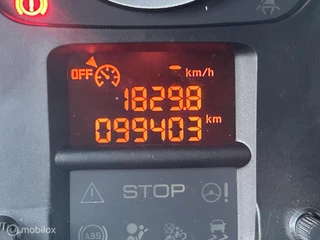 OFF km/h
1829.8
099403 km
STOP
ABS
© mobilox